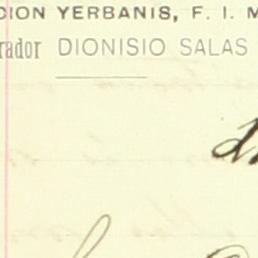 CION YERBANIS, F. I. M
rador DIONISIO SALAS